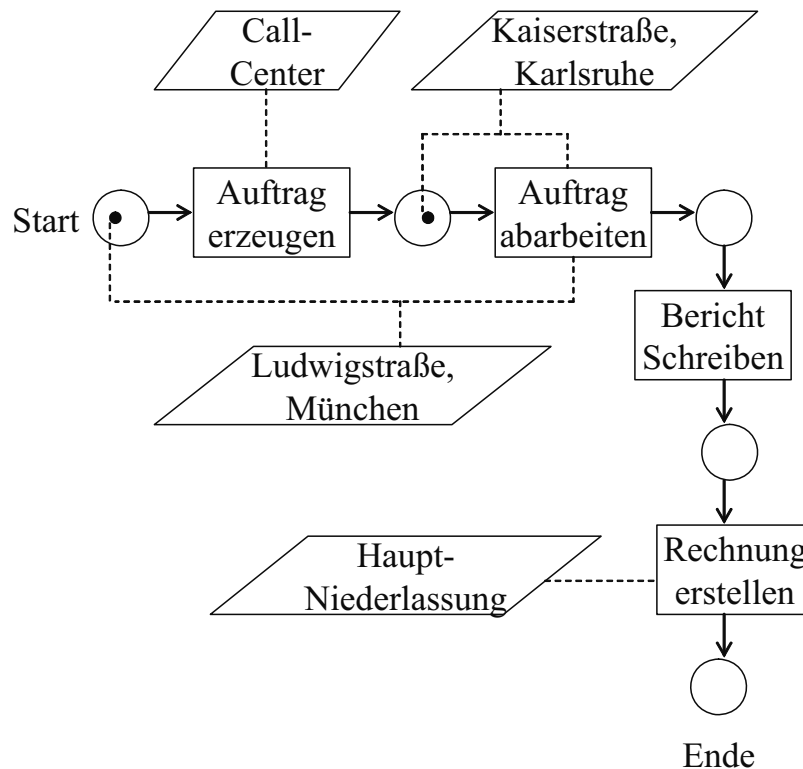 Call-
Center
Kaiserstraße,
Karlsruhe
Start
Auftrag
erzeugen
Auftrag
abarbeiten
Bericht
Schreiben
Ludwigstraße,
München
Haupt-
Niederlassung
Rechnung
erstellen
Ende